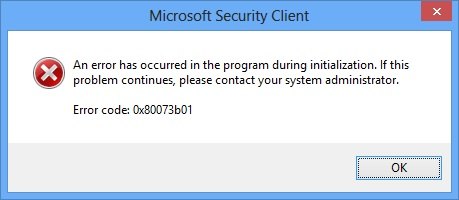 Microsoft Security Client
An error has occurred in the program during initialization. If this
problem continues, please contact your system administrator.
Error code: 0x80073b01
OK